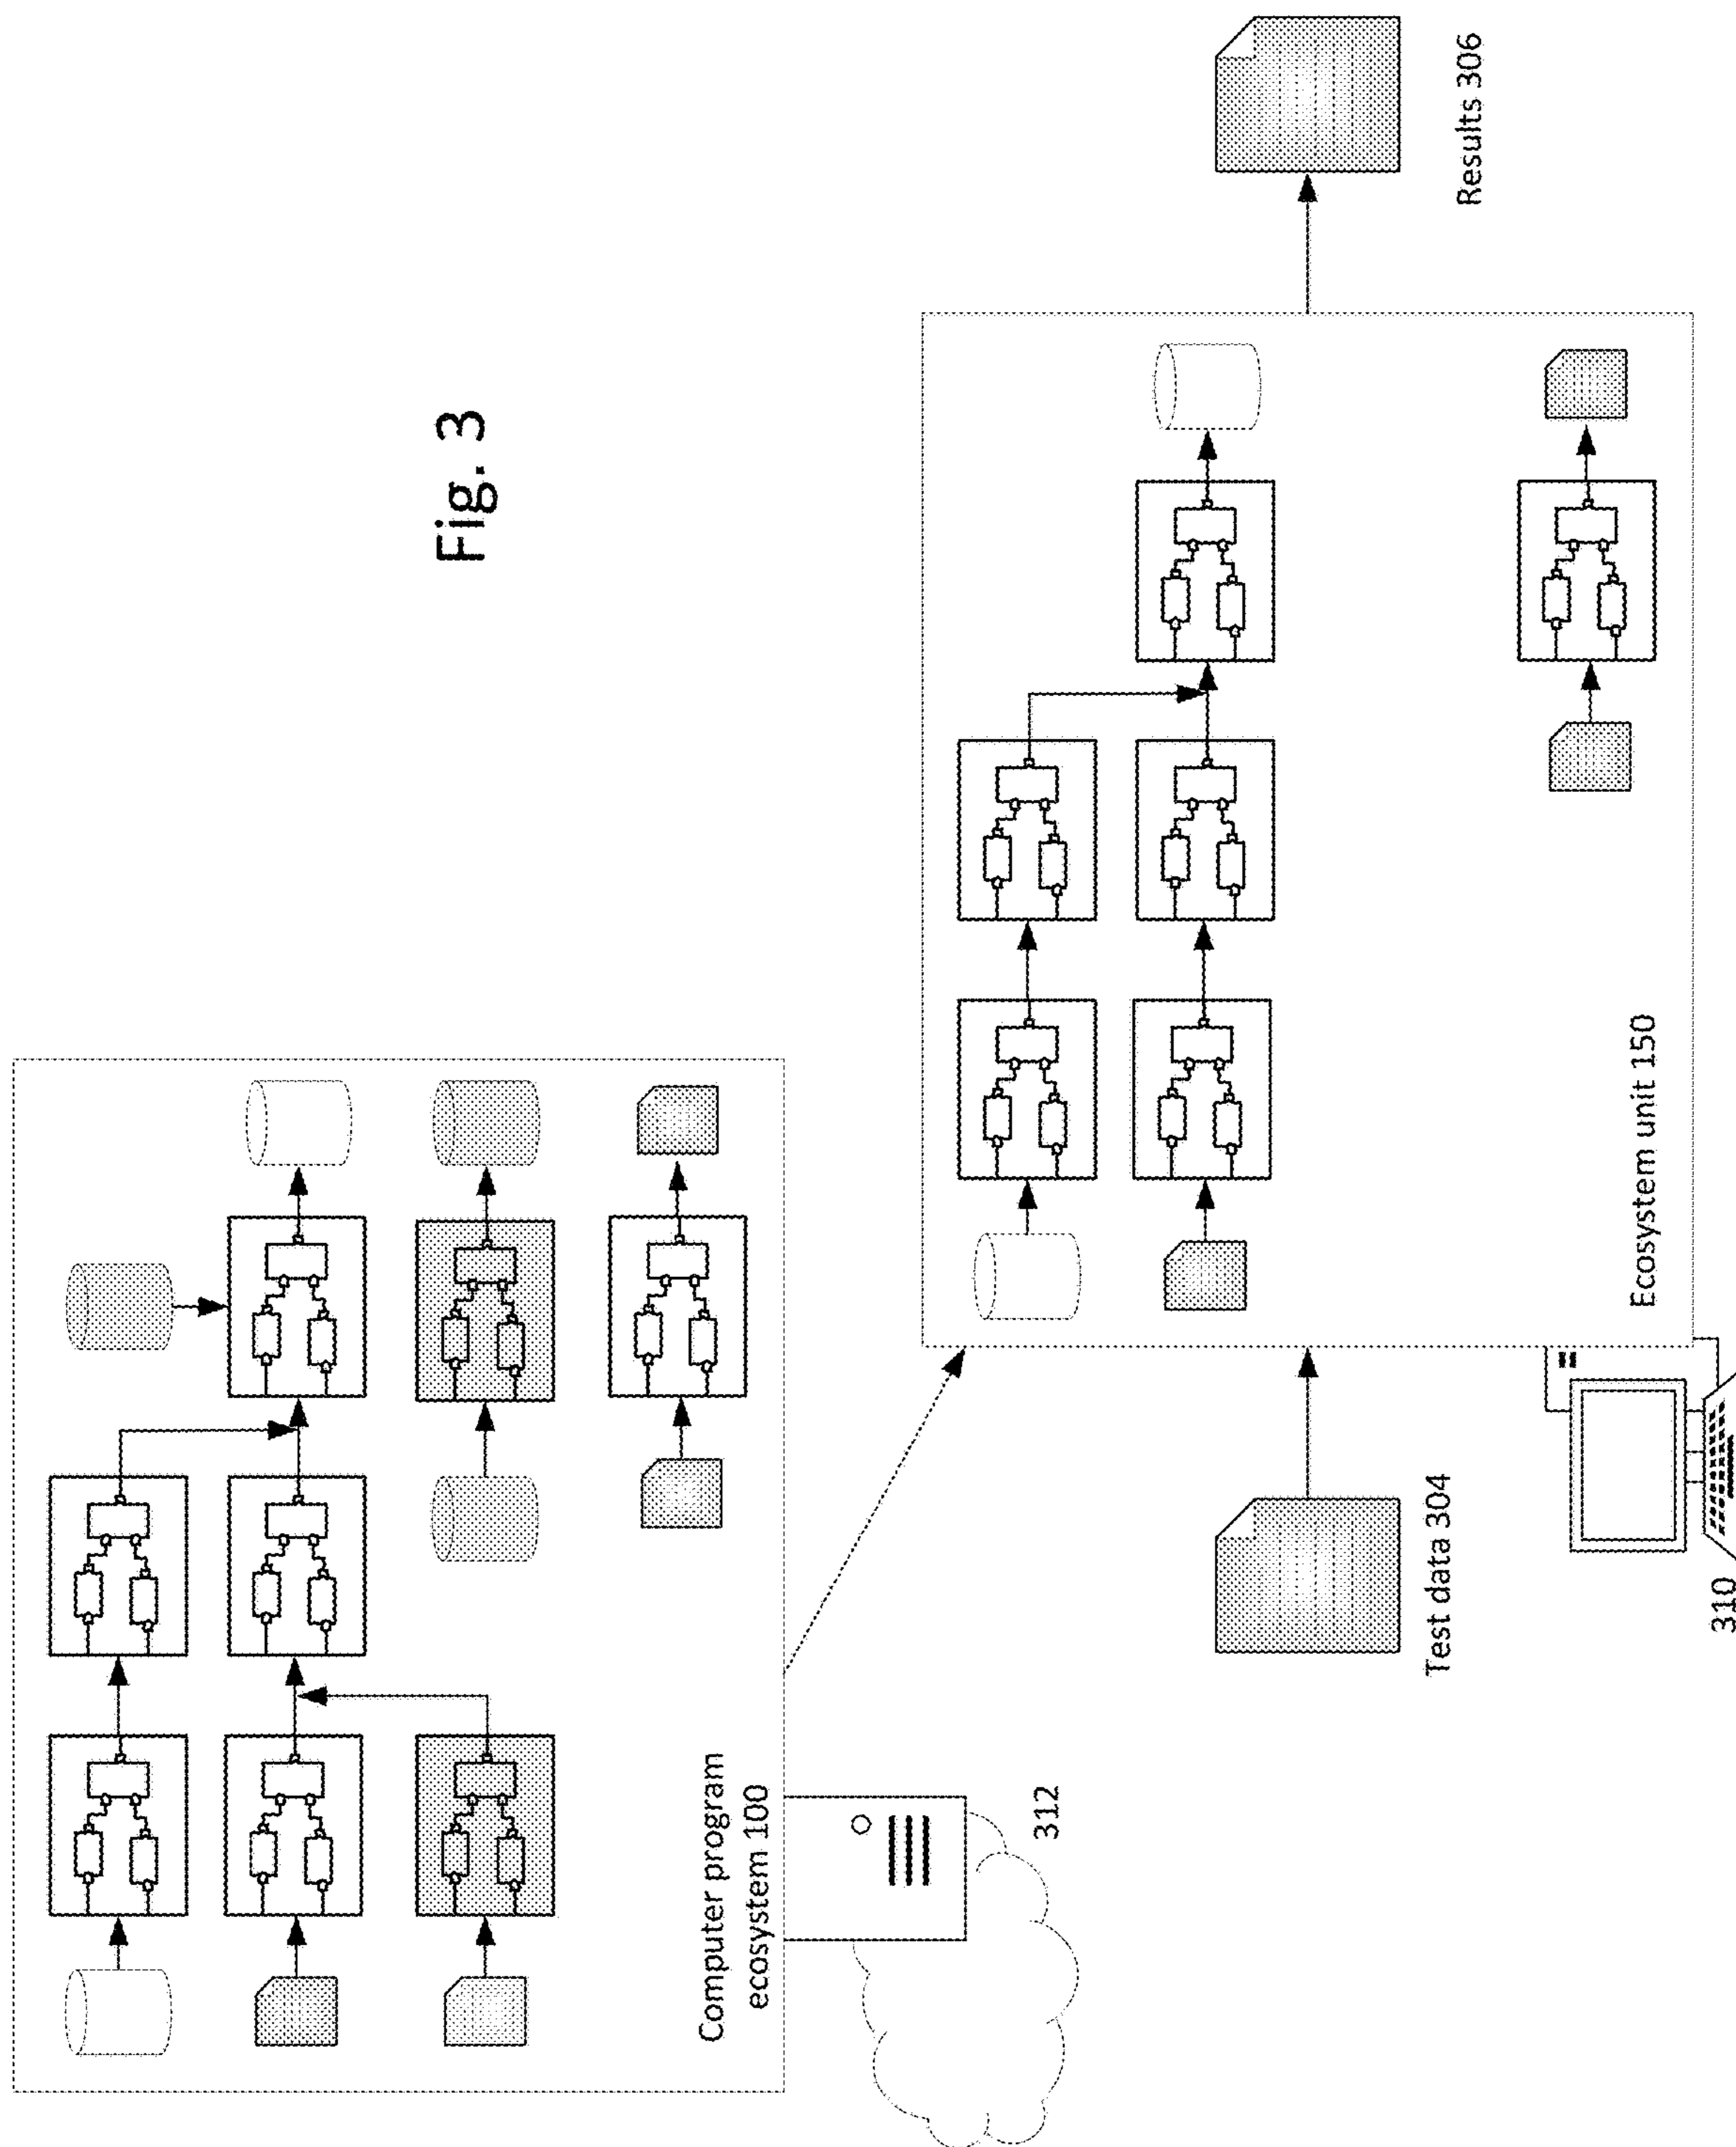 Fig. 3
Computer program
ecosystem 100
312
Test data 304
310
Ecosystem unit 150
Results 306